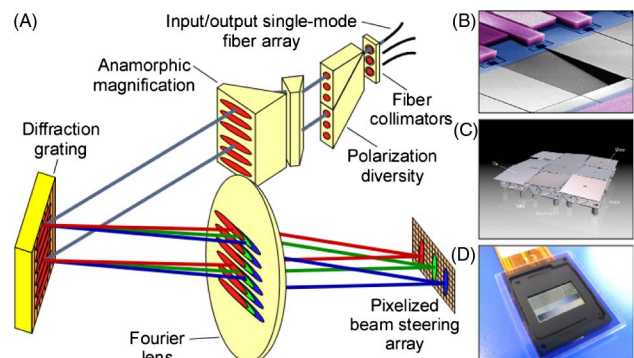 (A)
Input/output single-mode
fiber array
Anamorphic
magnification
Fiber
collimators
Diffraction
grating
Polarization
diversity
Pixelized
beam steering
array
Fourier
lens
(B)
(C)
(D)